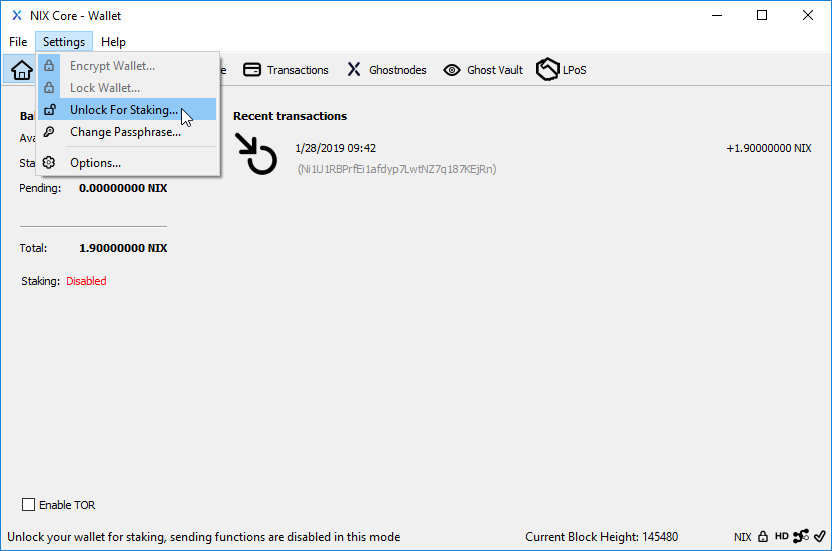 NIX Core - Wallet
File Settings Help
Transactions Ghostnodes Ghost Vault LPoS
Encrypt Wallet...
Lock Wallet...
Unlock For Staking...
Change Passphrase...
Options...
Recent transactions
1/28/2019 09:42 +1.90000000 NIX
(Ni1U1RBPrfEi1afdyp7LwtNZ7q187KEjRn)
Pending: 0.00000000 NIX
Total: 1.90000000 NIX
Staking: Disabled
Enable TOR
Unlock your wallet for staking, sending functions are disabled in this mode Current Block Height: 145480 NIX HD